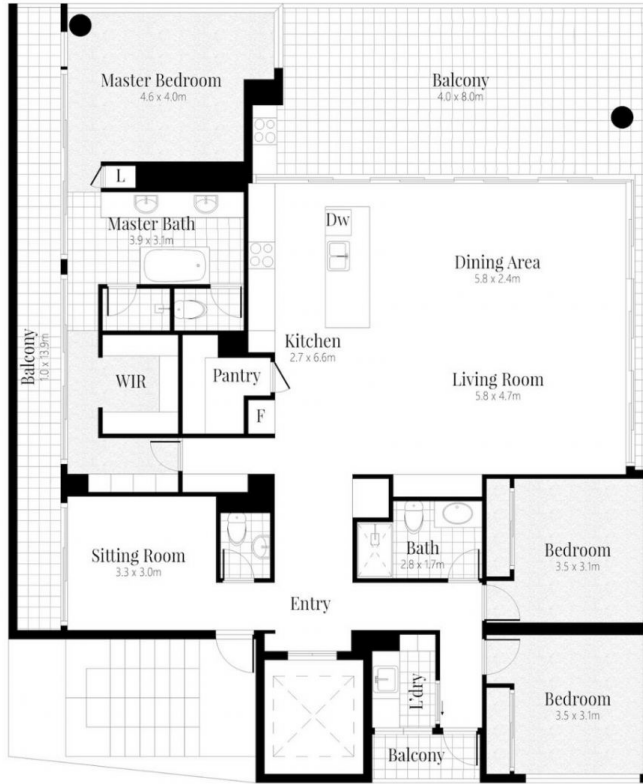 Master Bedroom
4.6 x 4.0m
Balcony
4.0 x 8.0m
L
Master Bath
3.9 x 3.1m
Dw
Dining Area
5.8 x 2.4m
Balcony
1.0 x 13.9m
Kitchen
2.7 x 6.6m
WIR
Pantry
Living Room
5.8 x 4.7m
F
Sitting Room
3.3 x 3.0m
Bath
2.8 x 1.7m
Bedroom
3.5 x 3.1m
Entry
L'dry
Bedroom
3.5 x 3.1m
Balcony